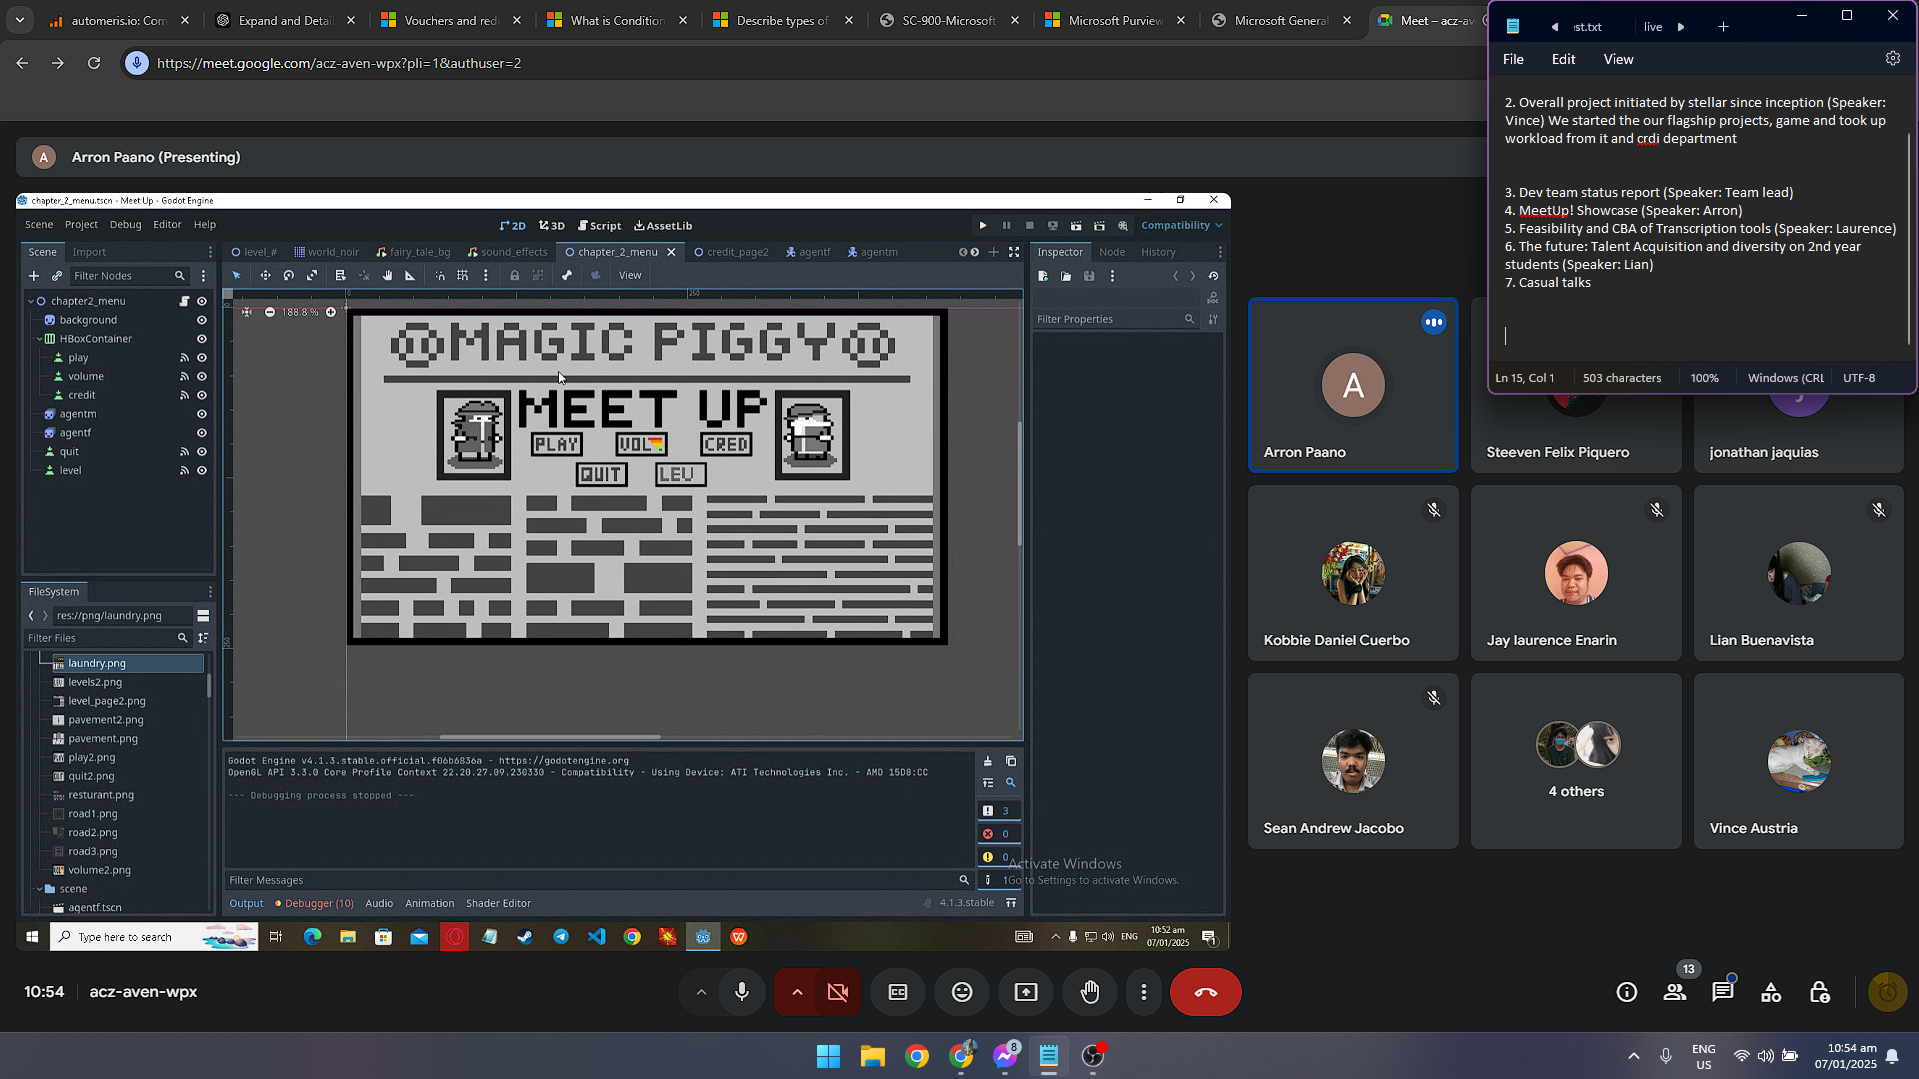 automeris.io: Com
Expand and Detai
Vouchers and red
What is Condition
Describe types of
SC-900-Microsoft
Microsoft Purview
Microsoft General
Meet – acz-av
https://meet.google.com/acz-aven-wpx?pli=1&authuser=2
est.txt
live
File
Edit
View
2. Overall project initiated by stellar since inception (Speaker:
Vince) We started the our flagship projects, game and took up
workload from it and crdi department
3. Dev team status report (Speaker: Team lead)
4. MeetUp! Showcase (Speaker: Arron)
5. Feasibility and CBA of Transcription tools (Speaker: Laurence)
6. The future: Talent Acquisition and diversity on 2nd year
students (Speaker: Lian)
7. Casual talks
Ln 15, Col 1
503 characters
100%
Windows (CRL
UTF-8
A
Arron Paano (Presenting)
chapter_2_menu.tscn - Meet Up - Godot Engine
Scene Project Debug Editor Help
2D 3D Script AssetLib
Compatibility
Scene Import
level_# world_noir fairy_tale_bg sound_effects chapter_2_menu credit_page2 agentf agentm
Inspector Node History
Filter Nodes
View
chapter2_menu
background
HBoxContainer
play
volume
credit
agentm
agentf
quit
level
0
250
250
188.8 %
Filter Properties
MAGIC PIGGY
MEET UP
PLAY VOL CRED
QUIT LEV
FileSystem
res://png/laundry.png
Filter Files
laundry.png
levels2.png
level_page2.png
pavement2.png
pavement.png
play2.png
quit2.png
resturant.png
road1.png
road2.png
road3.png
volume2.png
scene
agentf.tscn
Godot Engine v4.1.3.stable.official.f06b6836a - https://godotengine.org
OpenGL API 3.3.0 Core Profile Context 22.20.27.09.230330 - Compatibility - Using Device: ATI Technologies Inc. - AMD 15D8:CC
--- Debugging process stopped ---
3
0
0
1
Filter Messages
Output Debugger (10) Audio Animation Shader Editor
4.1.3.stable
Activate Windows
Go to Settings to activate Windows.
Type here to search
ENG
10:52 am
07/01/2025
1
A
Arron Paano
Steeven Felix Piquero
j
jonathan jaquias
Kobbie Daniel Cuerbo
Jay laurence Enarin
Lian Buenavista
Sean Andrew Jacobo
4 others
Vince Austria
10:54
acz-aven-wpx
CC
13
8
ENG
US
10:54 am
07/01/2025